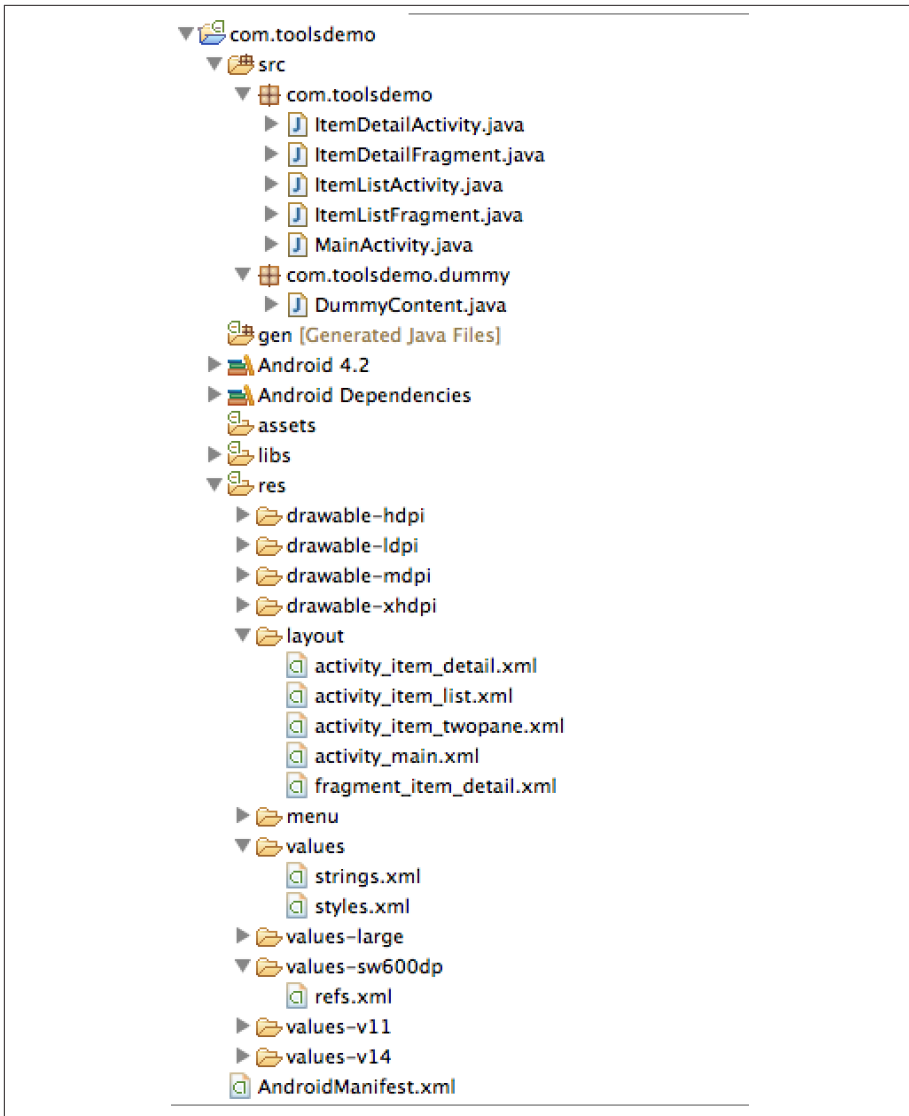 com.toolsdemo
src
com.toolsdemo
ItemDetailActivity.java
ItemDetailFragment.java
ItemListActivity.java
ItemListFragment.java
MainActivity.java
com.toolsdemo.dummy
DummyContent.java
gen [Generated Java Files]
Android 4.2
Android Dependencies
assets
libs
res
drawable-hdpi
drawable-ldpi
drawable-mdpi
drawable-xhdpi
layout
activity_item_detail.xml
activity_item_list.xml
activity_item_twopane.xml
activity_main.xml
fragment_item_detail.xml
menu
values
strings.xml
styles.xml
values-large
values-sw600dp
refs.xml
values-v11
values-v14
AndroidManifest.xml